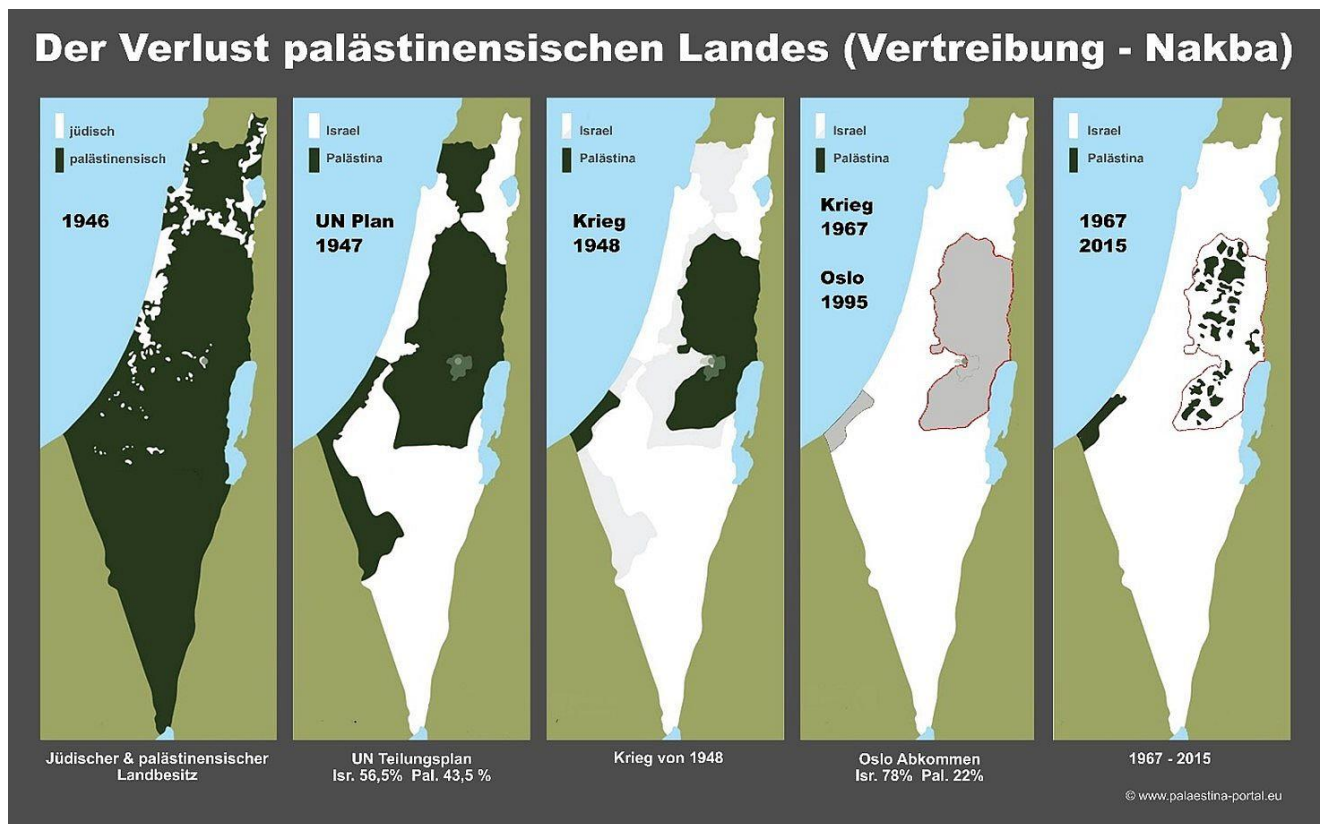 Der Verlust palästinensischen Landes (Vertreibung - Nakba)
jüdisch
palästinensisch
1946
Jüdischer & palästinensischer
Landbesitz
Israel
Palästina
UN Plan
1947
UN Teilungsplan
Isr. 56,5% Pal. 43,5 %
Israel
Palästina
Krieg
1948
Krieg von 1948
Israel
Palästina
Krieg
1967
Oslo
1995
Oslo Abkommen
Isr. 78% Pal. 22%
Israel
Palästina
1967
2015
1967 - 2015
© www.palaestina-portal.eu